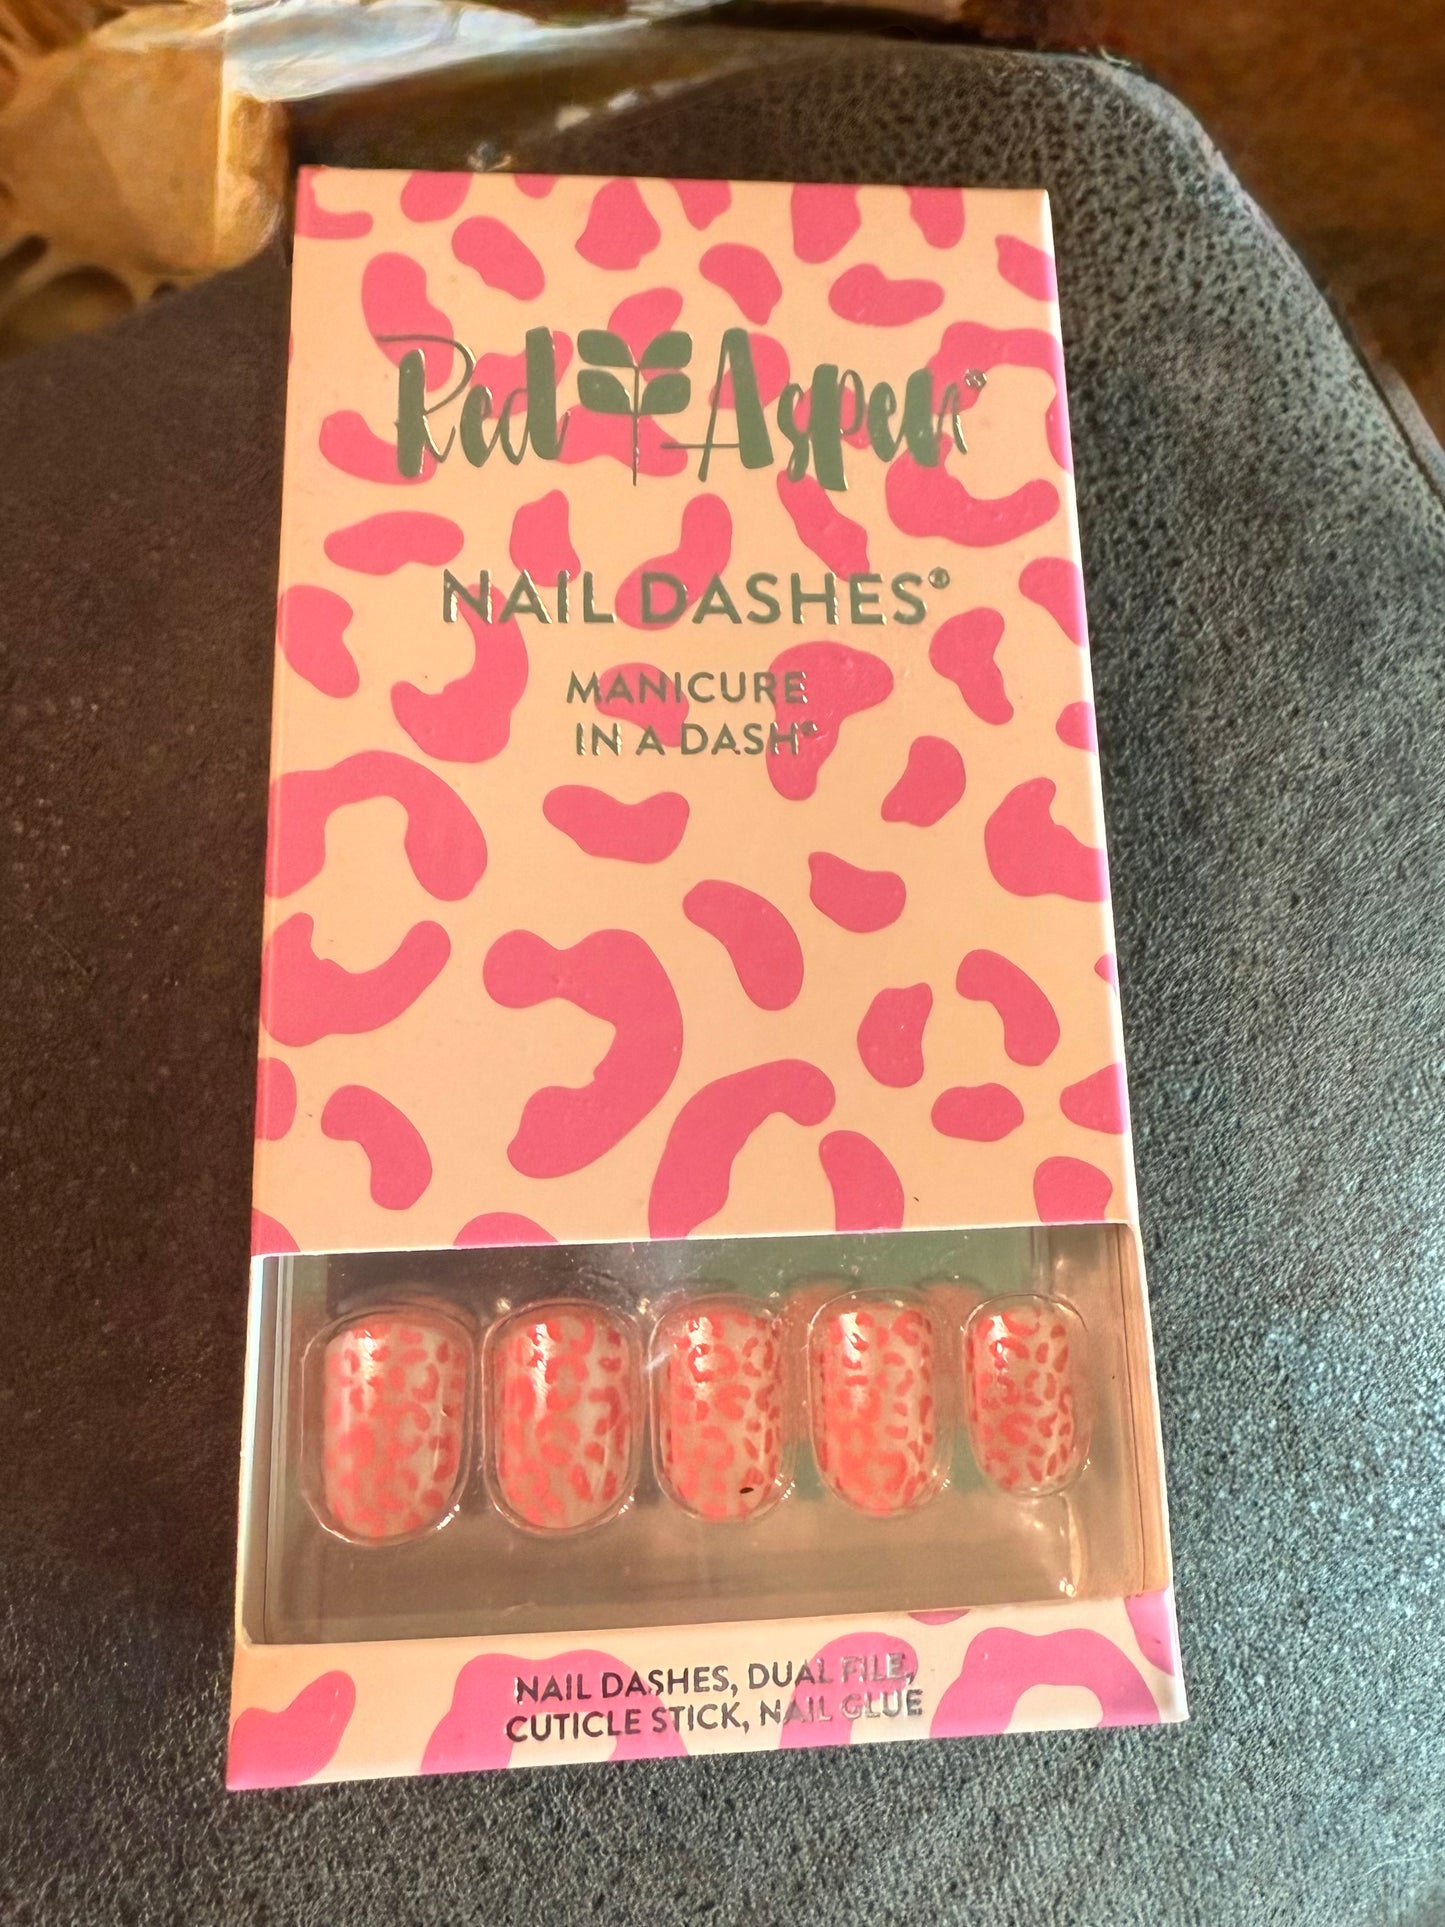 Red Aspen®
NAIL DASHES®
MANICURE
IN A DASH®
NAIL DASHES, DUAL FILE,
CUTICLE STICK, NAIL GLUE